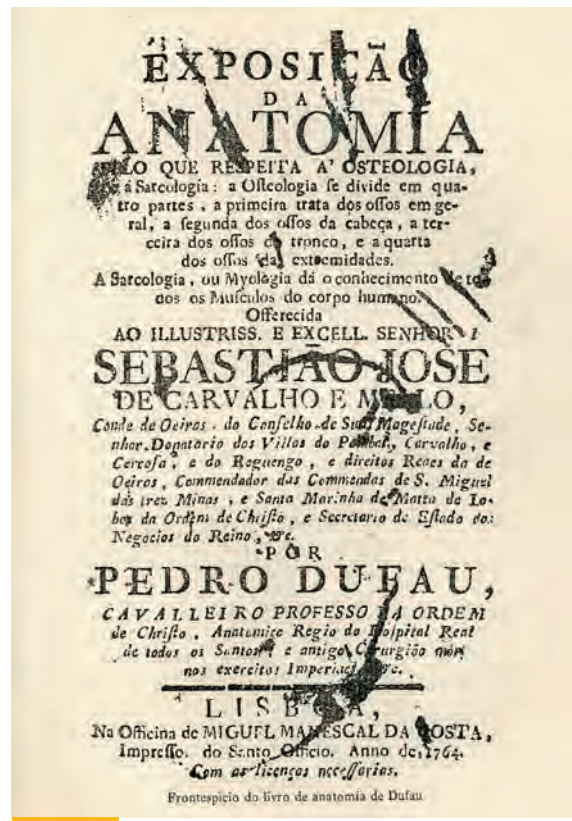 EXPOSIÇÃO
DA
ANATOMIA
PELO QUE RESPEITA A' OSTEOLOGIA,
á Sarcologia: a Osteologia se divide em qua-
tro partes, a primeira trata dos ossos em ge-
ral, a segunda dos ossos da cabeça, a ter-
ceira dos ossos do tronco, e a quarta
dos ossos das extremidades.
A Sarcologia, ou Myologia dá o conhecimento de to-
dos os Musculos do corpo humano.
Offerecida
AO ILLUSTRISS. E EXCELL. SENHOR
SEBASTIÃO JOSE
DE CARVALHO E MELLO,
Conde de Oeiras, do Conselho de Sua Magestade, Se-
nhor Donatario das Villas do Pombal, Carvalho, e
Cercosa, e do Reguengo, e direitos Reaes da de
Oeiras, Commendador das Commendas de S. Miguel
das trez Minas, e Santa Marinha de Matta de Lo-
bos da Ordem de Christo, e Secretario de Estado dos
Negocios do Reino, &c.
POR
PEDRO DUFAU,
CAVALLEIRO PROFESSO NA ORDEM
de Christo, Anatomico Regio do Hospital Real
de todos os Santos, e antigo Cirurgião mór
nos exercitos Imperiaes, &c.
LISBOA,
Na Officina de MIGUEL MANESCAL DA COSTA,
Impresso. do Santo Officio. Anno de 1764.
Com as licenças necessarias.
Frontespicio do livro de anatomia de Dufau